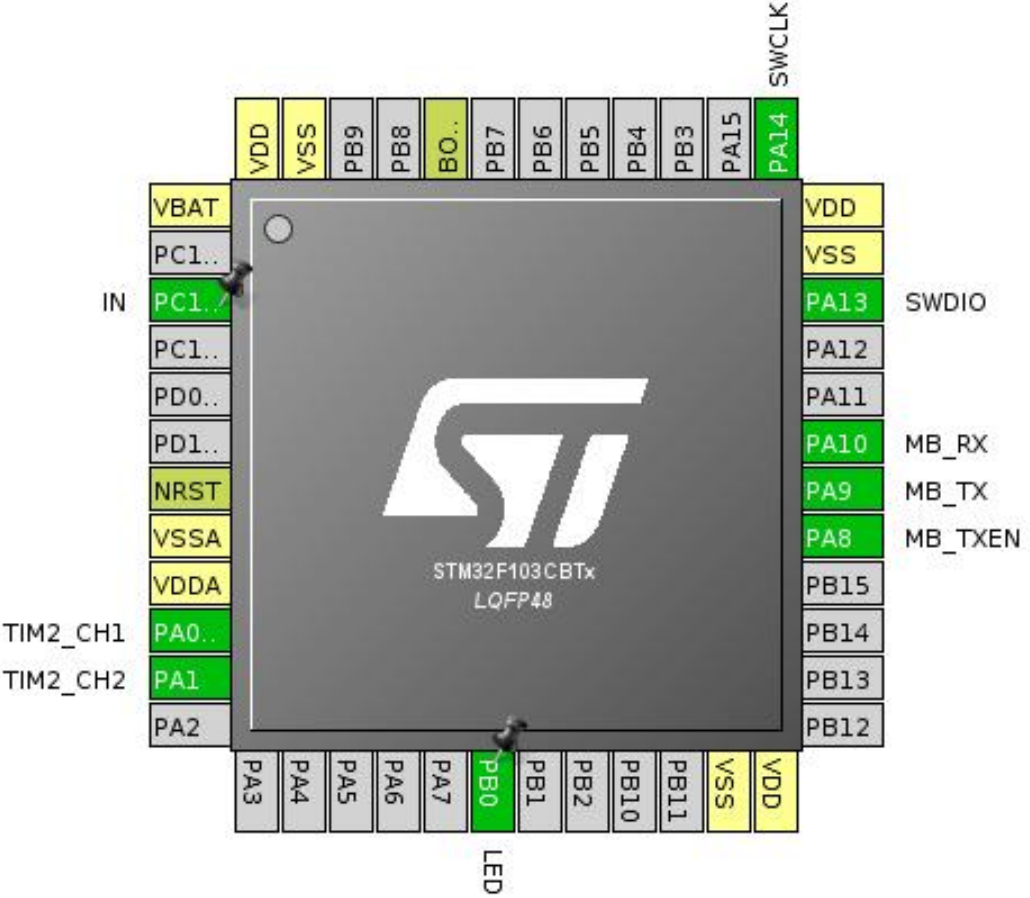 SWCLK
VDD VSS PB9 PB8 BO.. PB7 PB6 PB5 PB4 PB3 PA15 PA14
VBAT VDD
PC1.. VSS
IN PC1.. PA13 SWDIO
PC1.. PA12
PD0.. PA11
PD1.. PA10 MB_RX
NRST PA9 MB_TX
VSSA PA8 MB_TXEN
STM32F103CBTx
VDDA PB15
LQFP48
TIM2_CH1 PA0.. PB14
TIM2_CH2 PA1 PB13
PA2 PB12
PA3 PA4 PA5 PA6 PA7 PB0 PB1 PB2 PB10 PB11 VSS VDD
LED